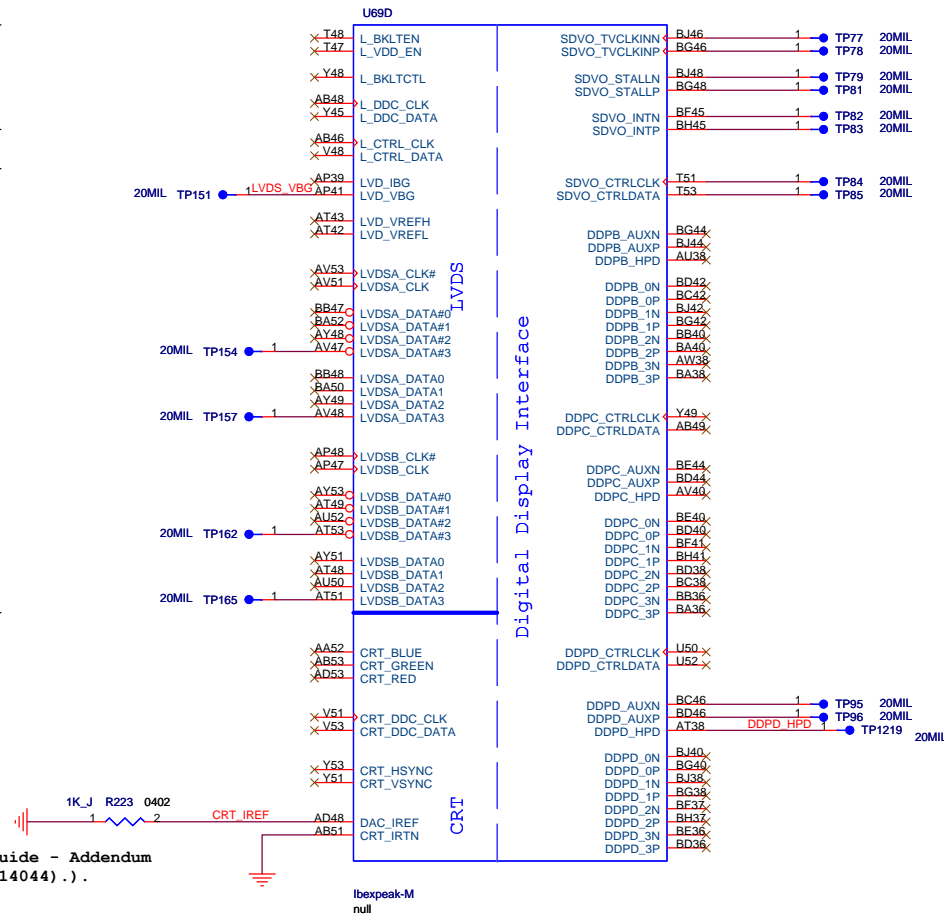 U69D
T48 L_BKLTEN
T47 L_VDD_EN
Y48 L_BKLTCTL
AB48 L_DDC_CLK
Y45 L_DDC_DATA
AB46 L_CTRL_CLK
V48 L_CTRL_DATA
AP39 LVD_IBG
20MIL TP151 1 LVDS_VBG AP41 LVD_VBG
AT43 LVD_VREFH
AT42 LVD_VREFL
AV53 LVDSA_CLK#
AV51 LVDSA_CLK
BB47 LVDSA_DATA#0
BA52 LVDSA_DATA#1
AY48 LVDSA_DATA#2
20MIL TP154 1 AV47 LVDSA_DATA#3
BB48 LVDSA_DATA0
BA50 LVDSA_DATA1
AY49 LVDSA_DATA2
20MIL TP157 1 AV48 LVDSA_DATA3
AP48 LVDSB_CLK#
AP47 LVDSB_CLK
AY53 LVDSB_DATA#0
AT49 LVDSB_DATA#1
AU52 LVDSB_DATA#2
20MIL TP162 1 AT53 LVDSB_DATA#3
AY51 LVDSB_DATA0
AT48 LVDSB_DATA1
AU50 LVDSB_DATA2
20MIL TP165 1 AT51 LVDSB_DATA3
AA52 CRT_BLUE
AB53 CRT_GREEN
AD53 CRT_RED
V51 CRT_DDC_CLK
V53 CRT_DDC_DATA
Y53 CRT_HSYNC
Y51 CRT_VSYNC
1K_J R223 0402
1 2 CRT_IREF AD48 DAC_IREF
AB51 CRT_IRTN
uide - Addendum
14044).).
LVDS
CRT
Digital Display Interface
SDVO_TVCLKINN BJ46 1 TP77 20MIL
SDVO_TVCLKINP BG46 1 TP78 20MIL
SDVO_STALLN BJ48 1 TP79 20MIL
SDVO_STALLP BG48 1 TP81 20MIL
SDVO_INTN BF45 1 TP82 20MIL
SDVO_INTP BH45 1 TP83 20MIL
SDVO_CTRLCLK T51 1 TP84 20MIL
SDVO_CTRLDATA T53 1 TP85 20MIL
DDPB_AUXN BG44
DDPB_AUXP BJ44
DDPB_HPD AU38
DDPB_0N BD42
DDPB_0P BC42
DDPB_1N BJ42
DDPB_1P BG42
DDPB_2N BB40
DDPB_2P BA40
DDPB_3N AW38
DDPB_3P BA38
DDPC_CTRLCLK Y49
DDPC_CTRLDATA AB49
DDPC_AUXN BE44
DDPC_AUXP BD44
DDPC_HPD AV40
DDPC_0N BE40
DDPC_0P BD40
DDPC_1N BF41
DDPC_1P BH41
DDPC_2N BD38
DDPC_2P BC38
DDPC_3N BB36
DDPC_3P BA36
DDPD_CTRLCLK U50
DDPD_CTRLDATA U52
DDPD_AUXN BC46 1 TP95 20MIL
DDPD_AUXP BD46 1 TP96 20MIL
DDPD_HPD AT38 DDPD_HPD 1 TP1219 20MIL
DDPD_0N BJ40
DDPD_0P BG40
DDPD_1N BJ38
DDPD_1P BG38
DDPD_2N BF37
DDPD_2P BH37
DDPD_3N BE36
DDPD_3P BD36
Ibexpeak-M
null